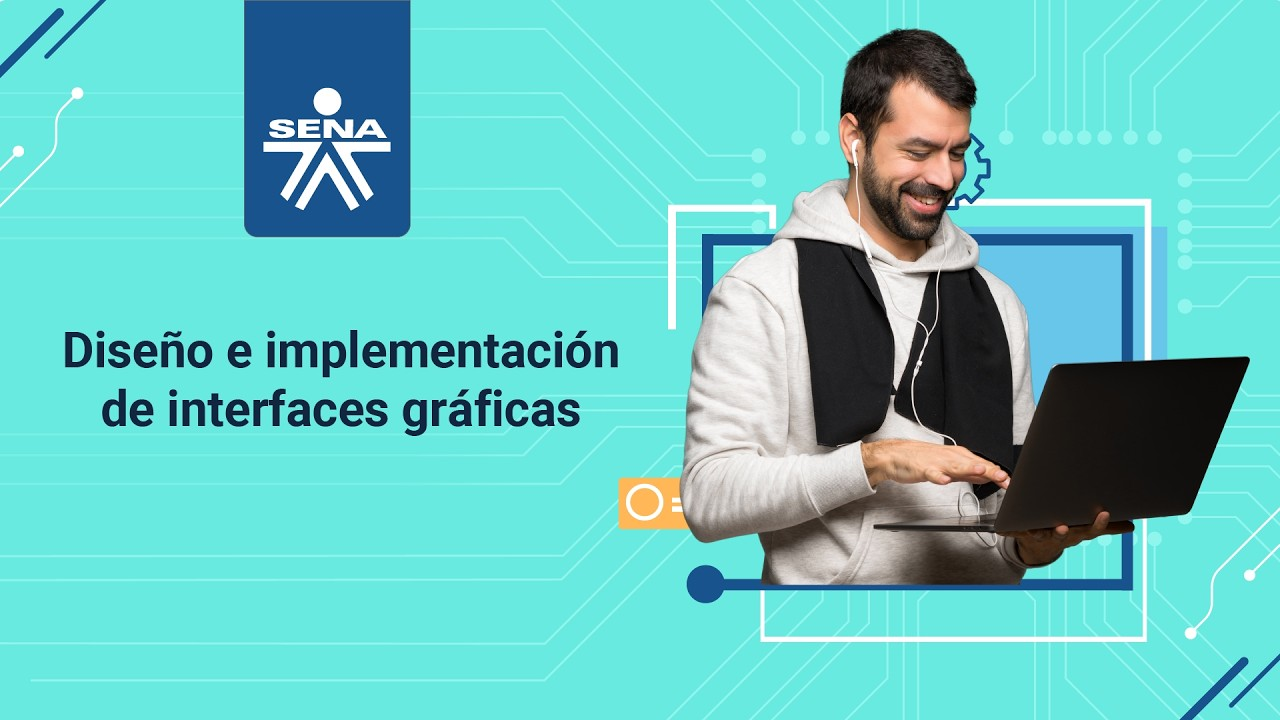 SENA
Diseño e implementación
de interfaces gráficas